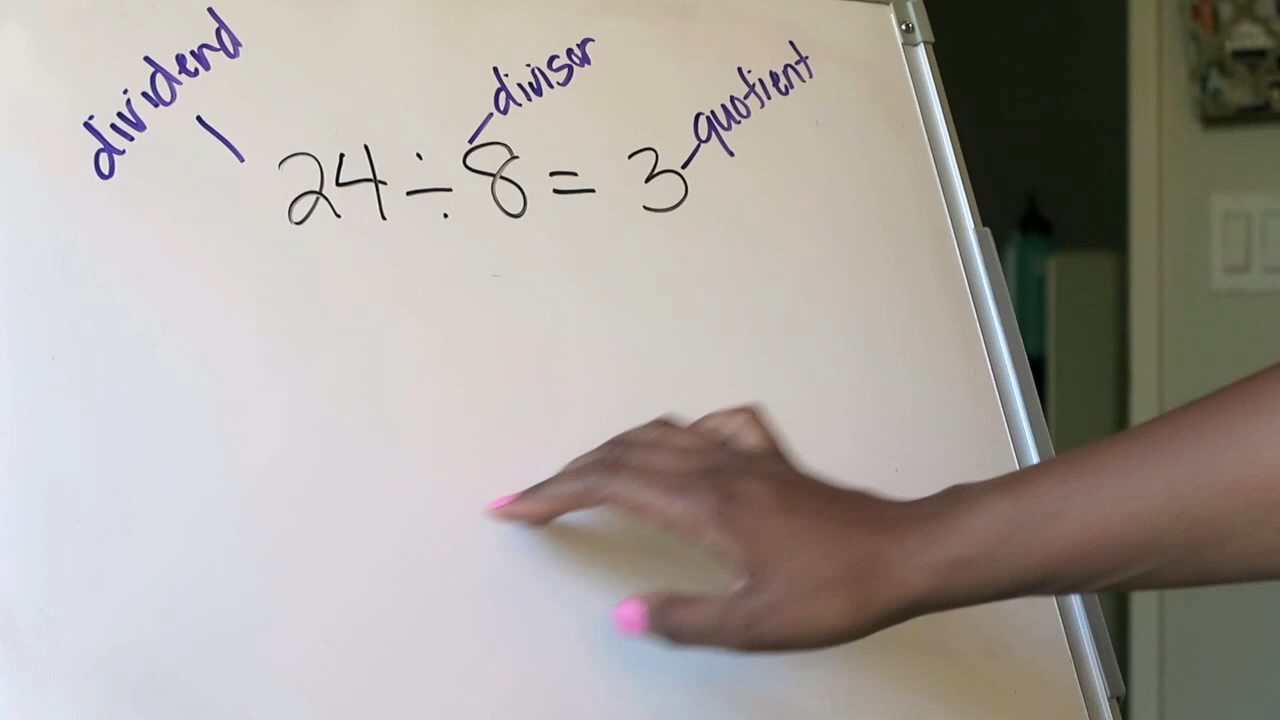 dividend
divisor
quotient
24 ÷ 8 = 3